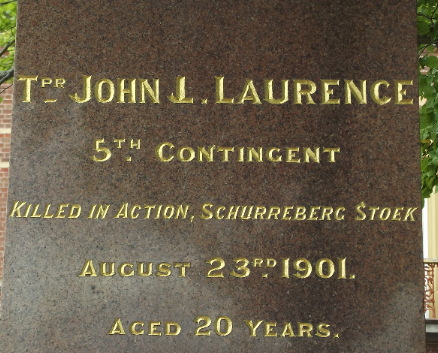 TPR JOHN L. LAURENCE
5TH CONTINGENT
KILLED IN ACTION, SCHURREBERG STOEK
AUGUST 23RD 1901.
AGED 20 YEARS.